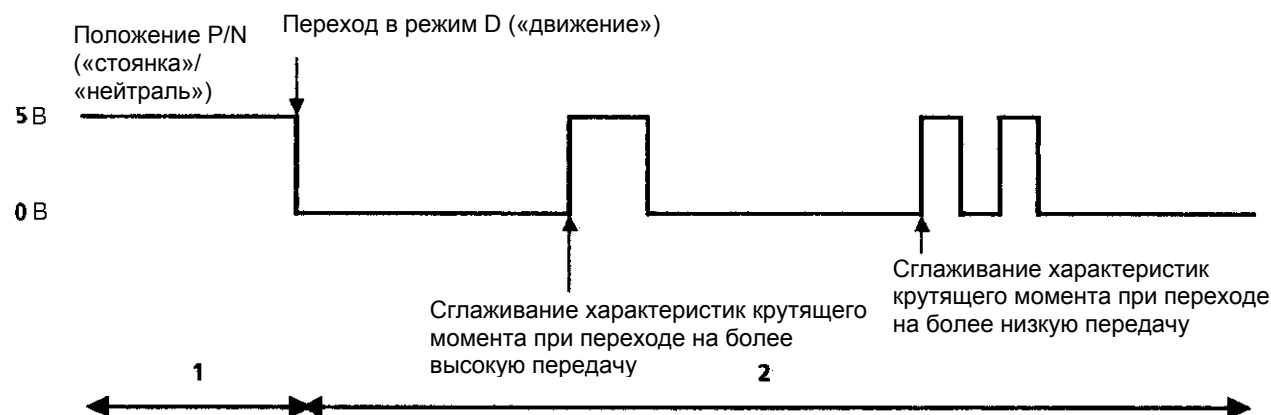 Положение P/N
(«стоянка»/
«нейтраль»)
Переход в режим D («движение»)
5 В
0 В
Сглаживание характеристик крутящего
момента при переходе на более
высокую передачу
Сглаживание характеристик
крутящего момента при переходе
на более низкую передачу
1
2